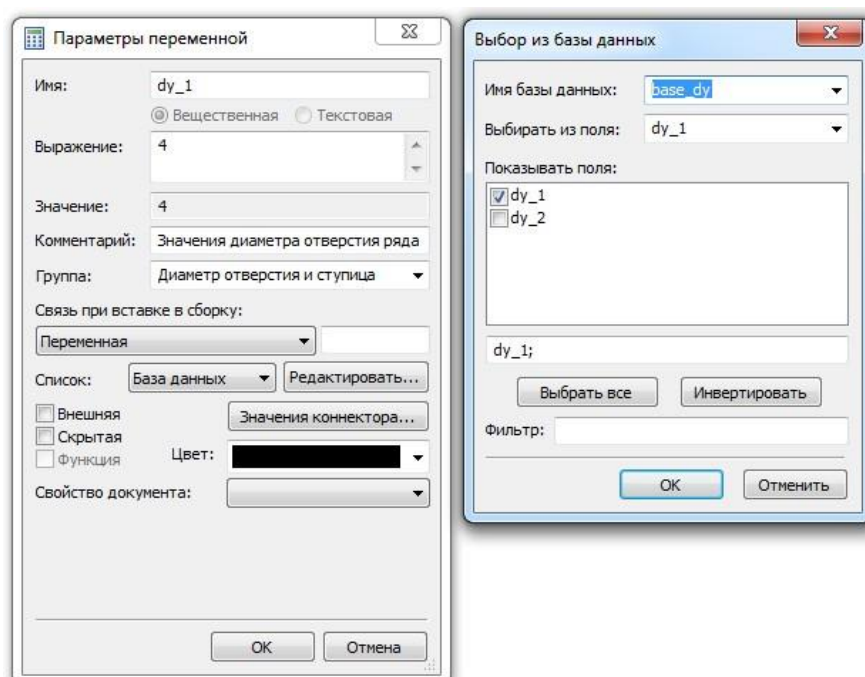 Параметры переменной
Имя: dy_1
Вещественная Текстовая
Выражение: 4
Значение: 4
Комментарий: Значения диаметра отверстия ряда
Группа: Диаметр отверстия и ступица
Связь при вставке в сборку:
Переменная
Список: База данных Редактировать...
Внешняя Значения коннектора...
Скрытая
Функция Цвет:
Свойство документа:
ОК Отмена
Выбор из базы данных
Имя базы данных: base_dy
Выбирать из поля: dy_1
Показывать поля:
dy_1
dy_2
dy_1;
Выбрать все Инвертировать
Фильтр:
ОК Отменить